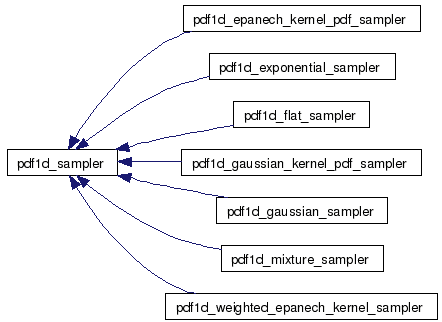 pdf1d_epanech_kernel_pdf_sampler
pdf1d_exponential_sampler
pdf1d_flat_sampler
pdf1d_sampler
pdf1d_gaussian_kernel_pdf_sampler
pdf1d_gaussian_sampler
pdf1d_mixture_sampler
pdf1d_weighted_epanech_kernel_sampler